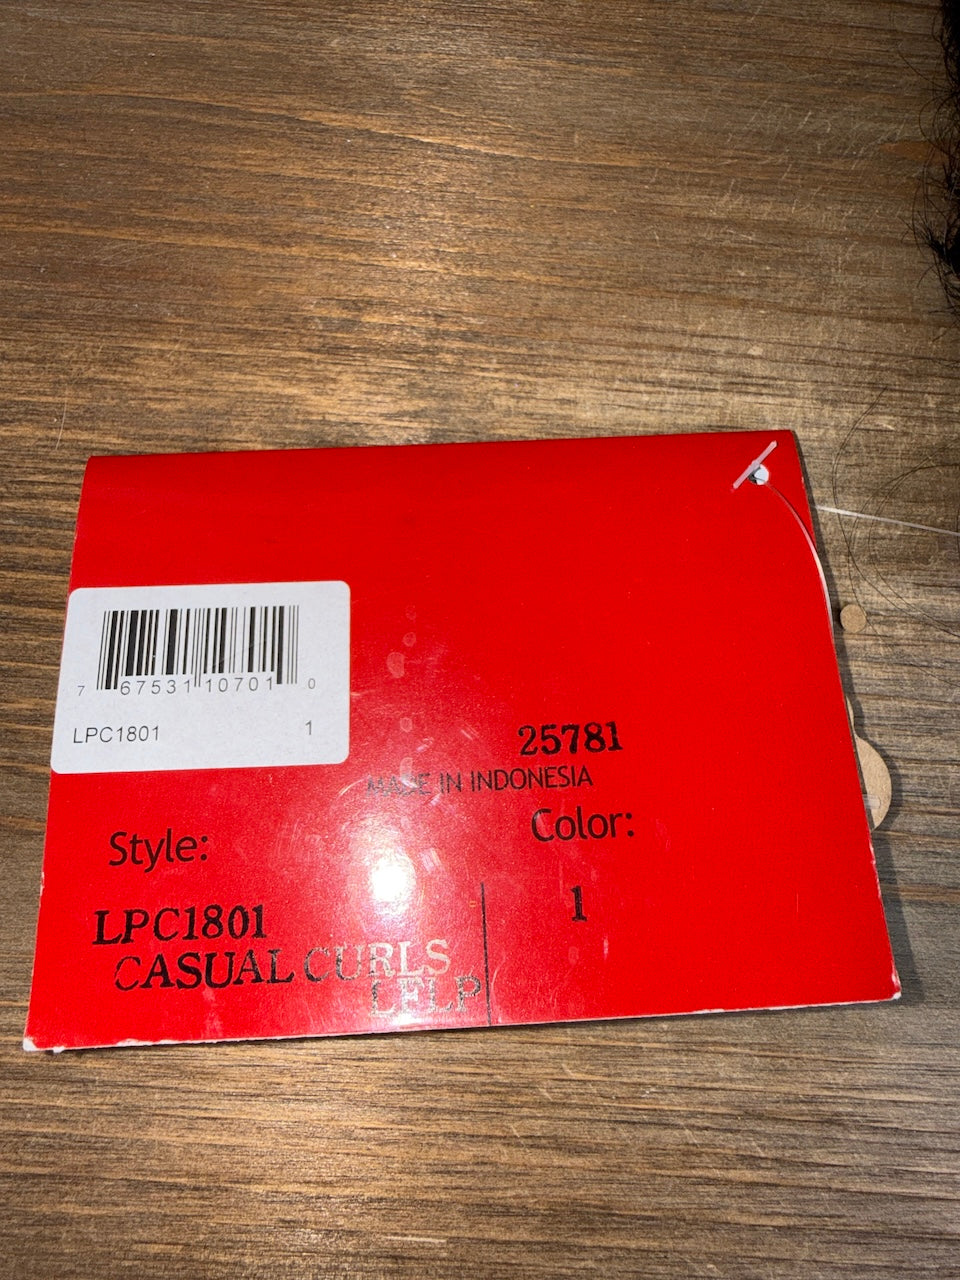 7 67531 10701 0
LPC1801 1
25781
MADE IN INDONESIA
Style: Color:
LPC1801 1
CASUAL CURLS
LFLP